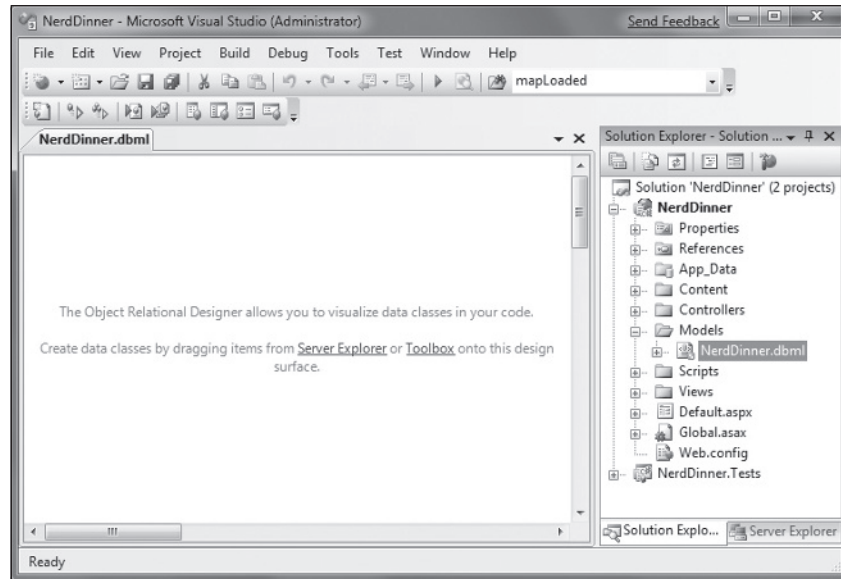 NerdDinner - Microsoft Visual Studio (Administrator)
Send Feedback
File Edit View Project Build Debug Tools Test Window Help
mapLoaded
NerdDinner.dbml
The Object Relational Designer allows you to visualize data classes in your code.
Create data classes by dragging items from Server Explorer or Toolbox onto this design
surface.
Solution Explorer - Solution ...
Solution 'NerdDinner' (2 projects)
NerdDinner
Properties
References
App_Data
Content
Controllers
Models
NerdDinner.dbml
Scripts
Views
Default.aspx
Global.asax
Web.config
NerdDinner.Tests
Solution Explo...
Server Explorer
Ready